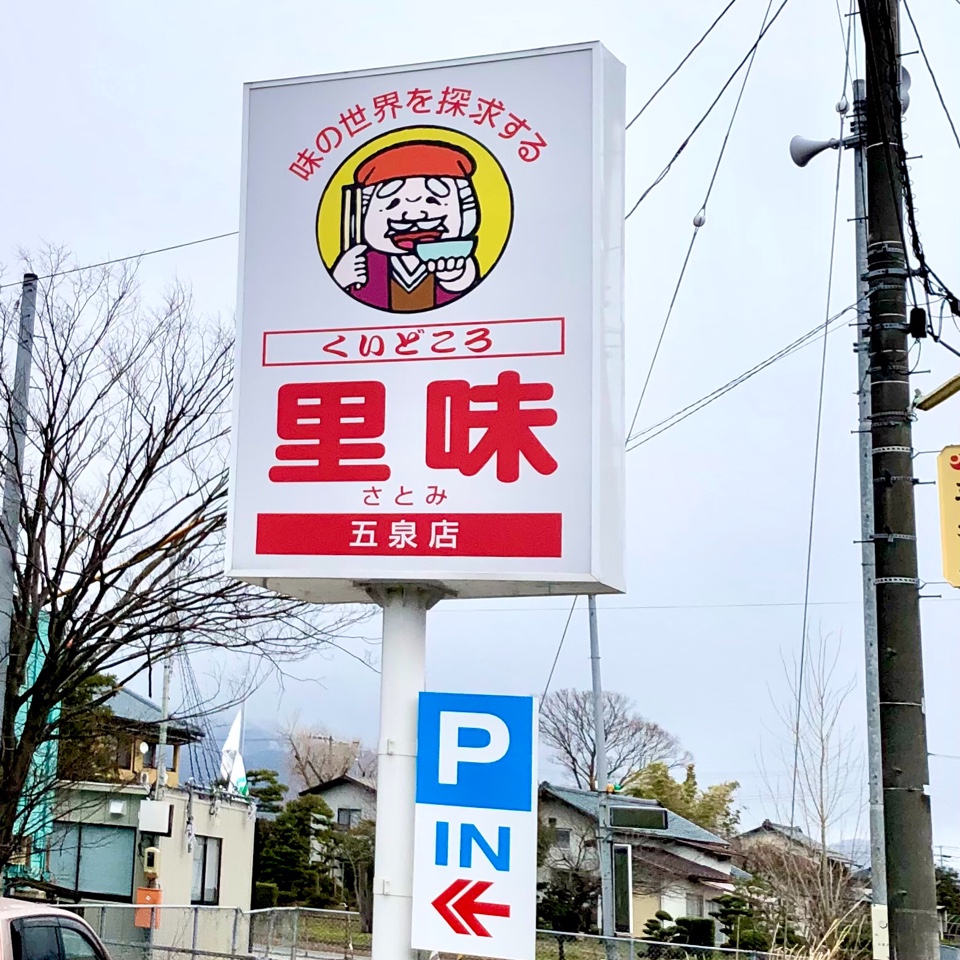 味の世界を探求する
くいどころ
里味
さとみ
五泉店
P
IN